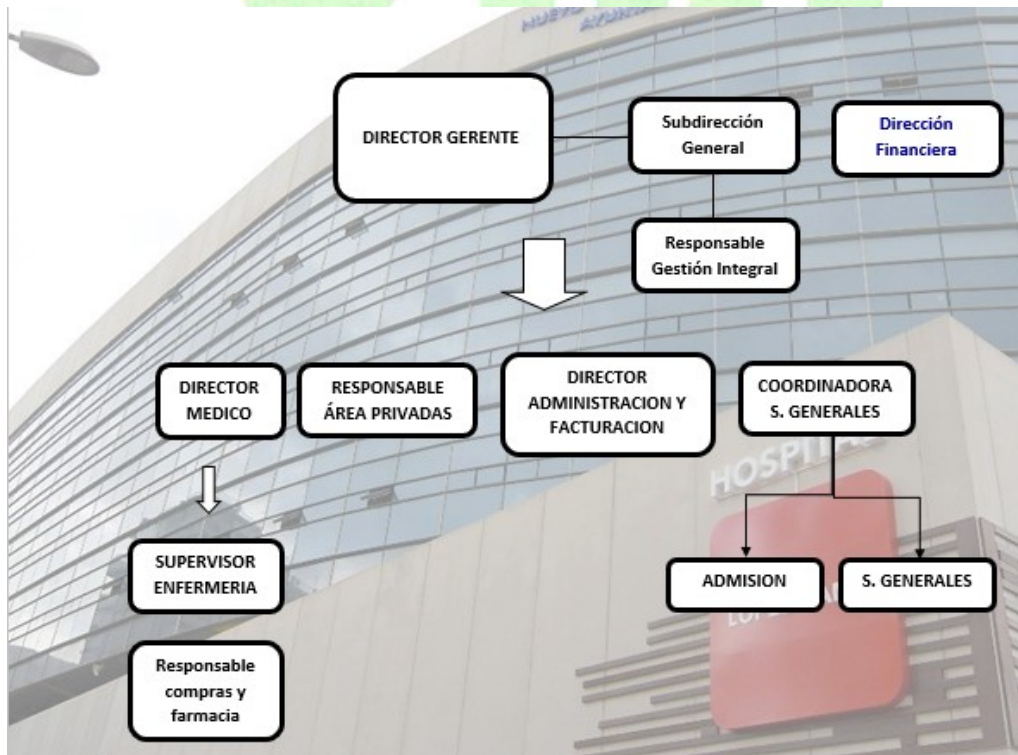 DIRECTOR GERENTE
Subdirección
General
Dirección
Financiera
Responsable
Gestión Integral
DIRECTOR
MEDICO
RESPONSABLE
ÁREA PRIVADAS
DIRECTOR
ADMINISTRACION Y
FACTURACION
COORDINADORA
S. GENERALES
SUPERVISOR
ENFERMERIA
ADMISION
S. GENERALES
Responsable
compras y
farmacia